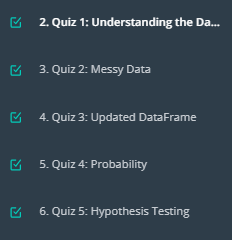 2. Quiz 1: Understanding the Da...
3. Quiz 2: Messy Data
4. Quiz 3: Updated DataFrame
5. Quiz 4: Probability
6. Quiz 5: Hypothesis Testing